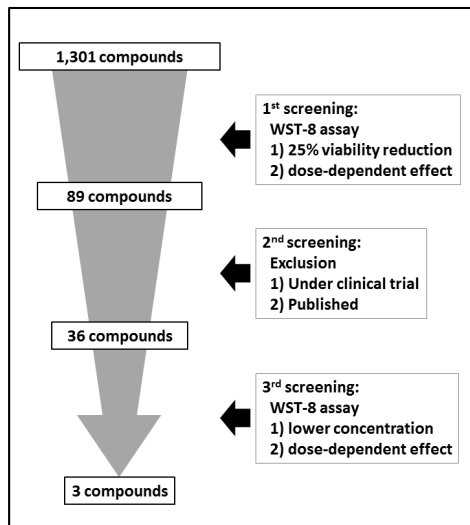 1,301 compounds
1st screening:
WST-8 assay
1) 25% viability reduction
2) dose-dependent effect
89 compounds
2nd screening:
Exclusion
1) Under clinical trial
2) Published
36 compounds
3rd screening:
WST-8 assay
1) lower concentration
2) dose-dependent effect
3 compounds